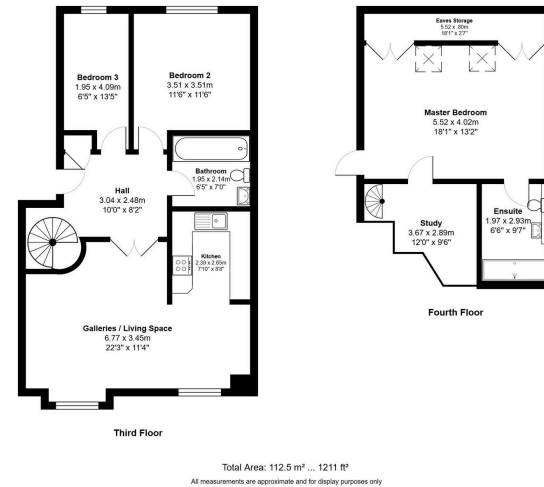 Bedroom 3
1.95 x 4.09m
6'5" x 13'5"
Bedroom 2
3.51 x 3.51m
11'6" x 11'6"
Bathroom
1.95 x 2.14m
6'5" x 7'0"
Hall
3.04 x 2.48m
10'0" x 8'2"
Kitchen
2.39 x 2.65m
7'10" x 8'8"
Galleries / Living Space
6.77 x 3.45m
22'3" x 11'4"
Third Floor
Eaves Storage
5.52 x .80m
18'1" x 2'7"
Master Bedroom
5.52 x 4.02m
18'1" x 13'2"
Study
3.67 x 2.89m
12'0" x 9'6"
Ensuite
1.97 x 2.93m
6'6" x 9'7"
Fourth Floor
Total Area: 112.5 m² ... 1211 ft²
All measurements are approximate and for display purposes only